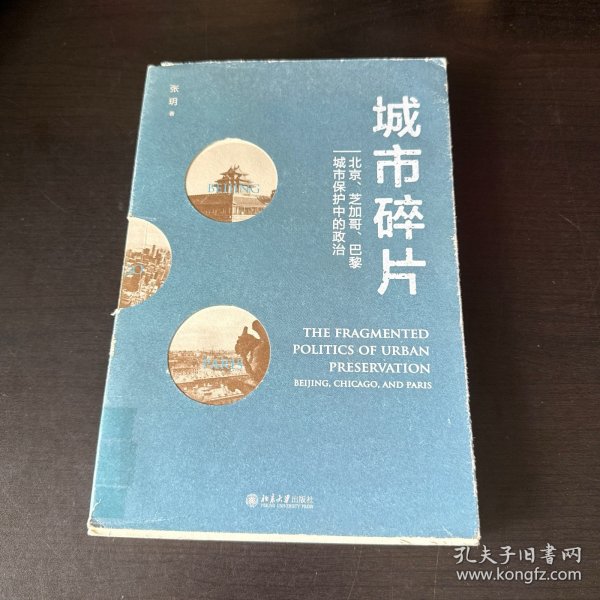 张玥 著
城市碎片
北京、芝加哥、巴黎
城市保护中的政治
BEIJING
THE FRAGMENTED
POLITICS OF URBAN
PRESERVATION
BEIJING, CHICAGO, AND PARIS
北京大学出版社
PEKING UNIVERSITY PRESS
孔夫子旧书网
www.kongfz.com